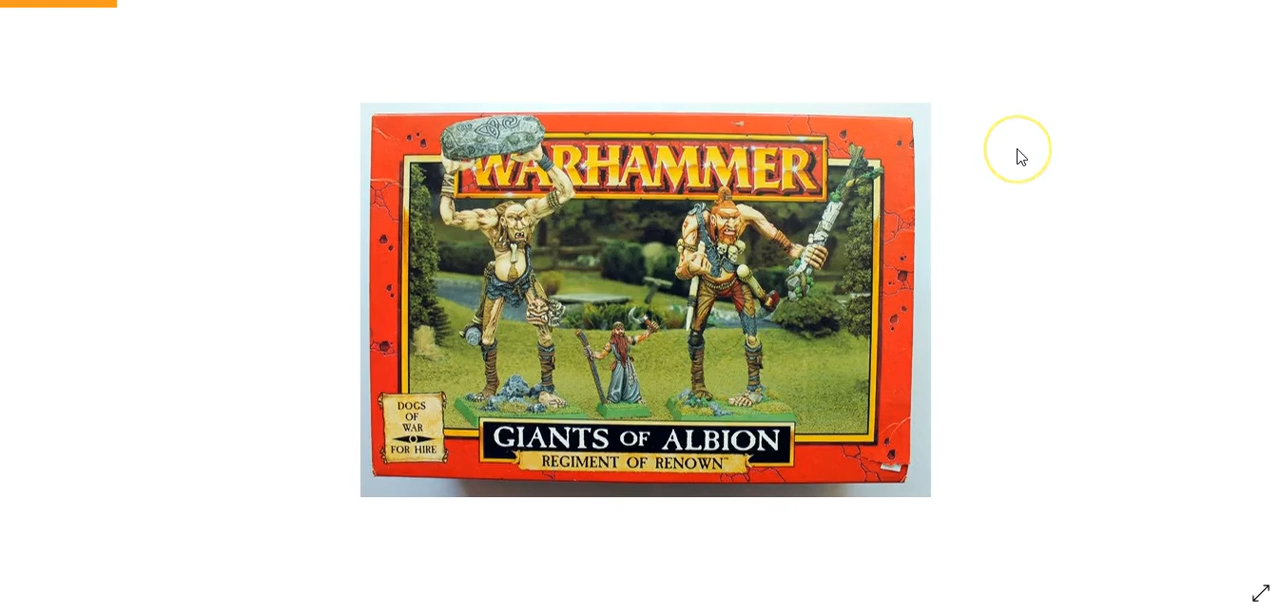 WARHAMMER
DOGS
OF
WAR
FOR HIRE
GIANTS OF ALBION
REGIMENT OF RENOWN™